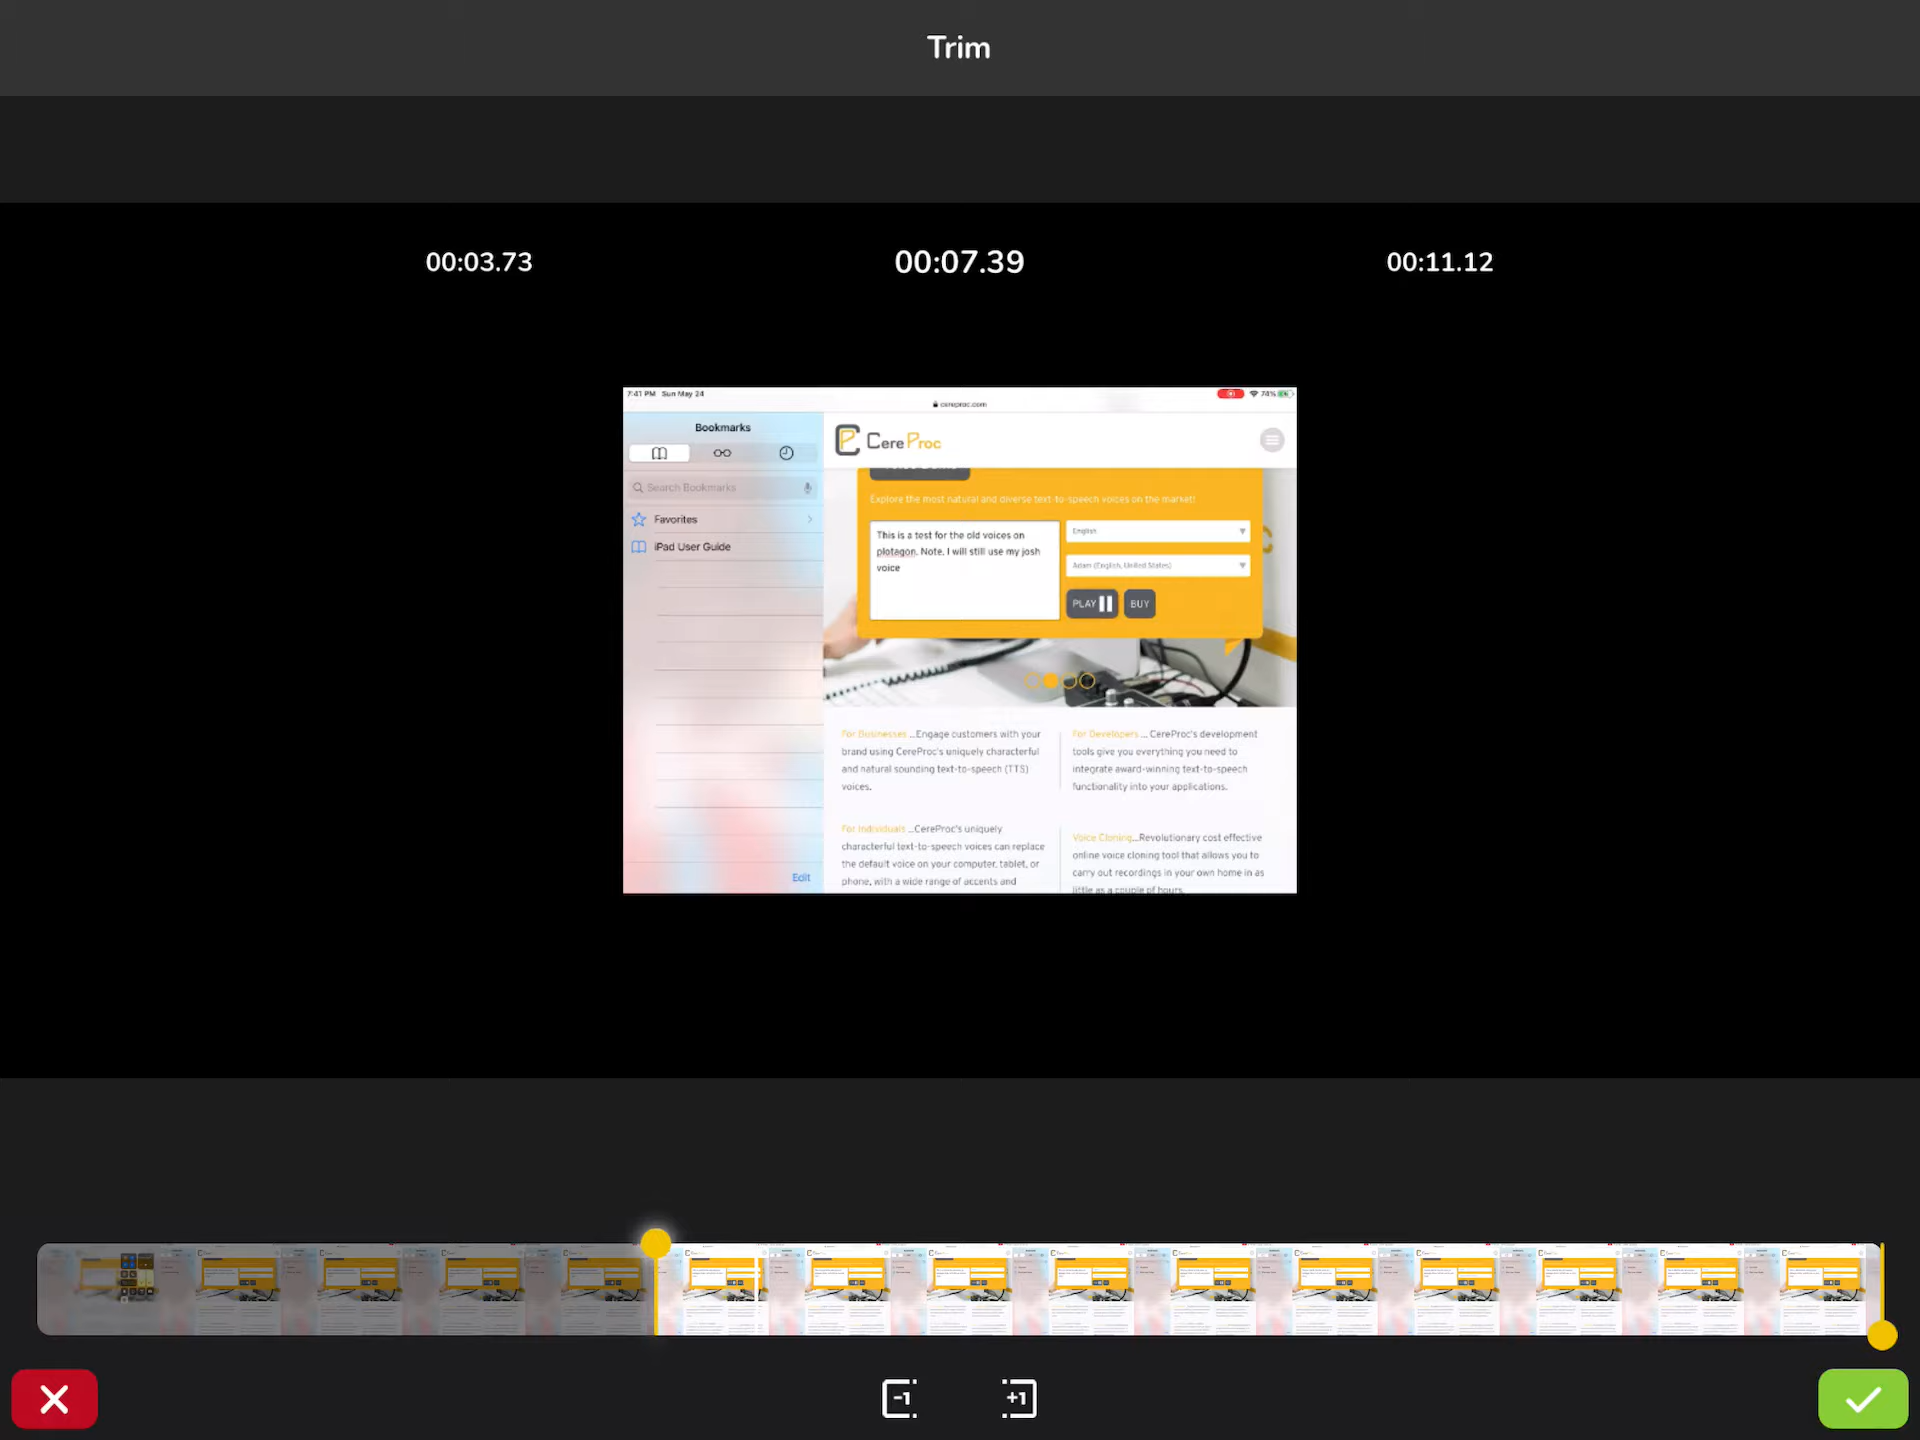 Trim
00:03.73
00:07.39
00:11.12
7:41 PM Sun May 24
74%
cereproc.com
Bookmarks
Search Bookmarks
Favorites
iPad User Guide
Edit
CereProc
Explore the most natural and diverse text-to-speech voices on the market!
This is a test for the old voices on
plotagon. Note, I will still use my josh
voice
English
Adam (English, United States)
PLAY
BUY
For Businesses ...Engage customers with your
brand using CereProc's uniquely characterful
and natural sounding text-to-speech (TTS)
voices.
For Developers ... CereProc's development
tools give you everything you need to
integrate award-winning text-to-speech
functionality into your applications.
For Individuals ...CereProc's uniquely
characterful text-to-speech voices can replace
the default voice on your computer, tablet, or
phone, with a wide range of accents and
Voice Cloning...Revolutionary cost effective
online voice cloning tool that allows you to
carry out recordings in your own home in as
little as a couple of hours.
-1
+1